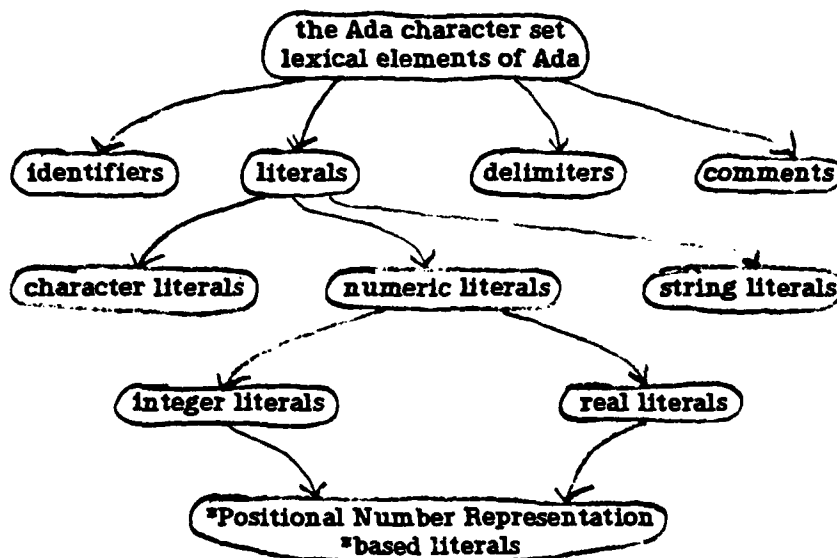 the Ada character set
lexical elements of Ada
identifiers
literals
delimiters
comments
character literals
numeric literals
string literals
integer literals
real literals
*Positional Number Representation
*based literals